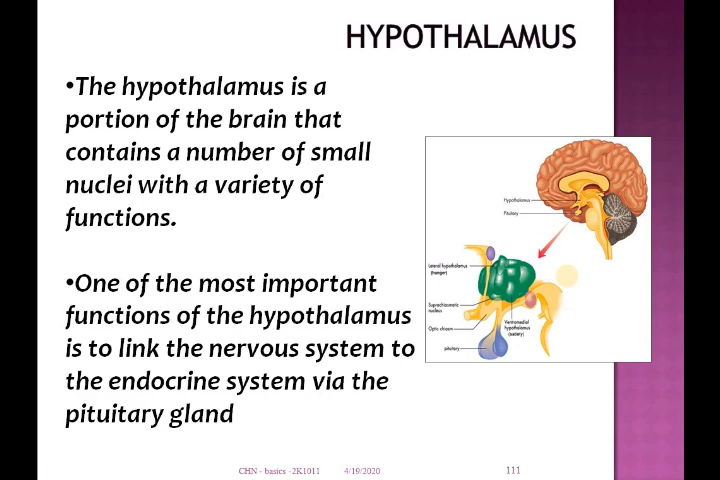 HYPOTHALAMUS
•The hypothalamus is a
portion of the brain that
contains a number of small
nuclei with a variety of
functions.
•One of the most important
functions of the hypothalamus
is to link the nervous system to
the endocrine system via the
pituitary gland
Hypothalamus
Pituitary
Lateral hypothalamus
(hunger)
Suprachiasmatic
nucleus
Optic chiasm
Ventromedial
hypothalamus
(satiety)
pituitary
CHN - basics -2K1011 4/19/2020 111